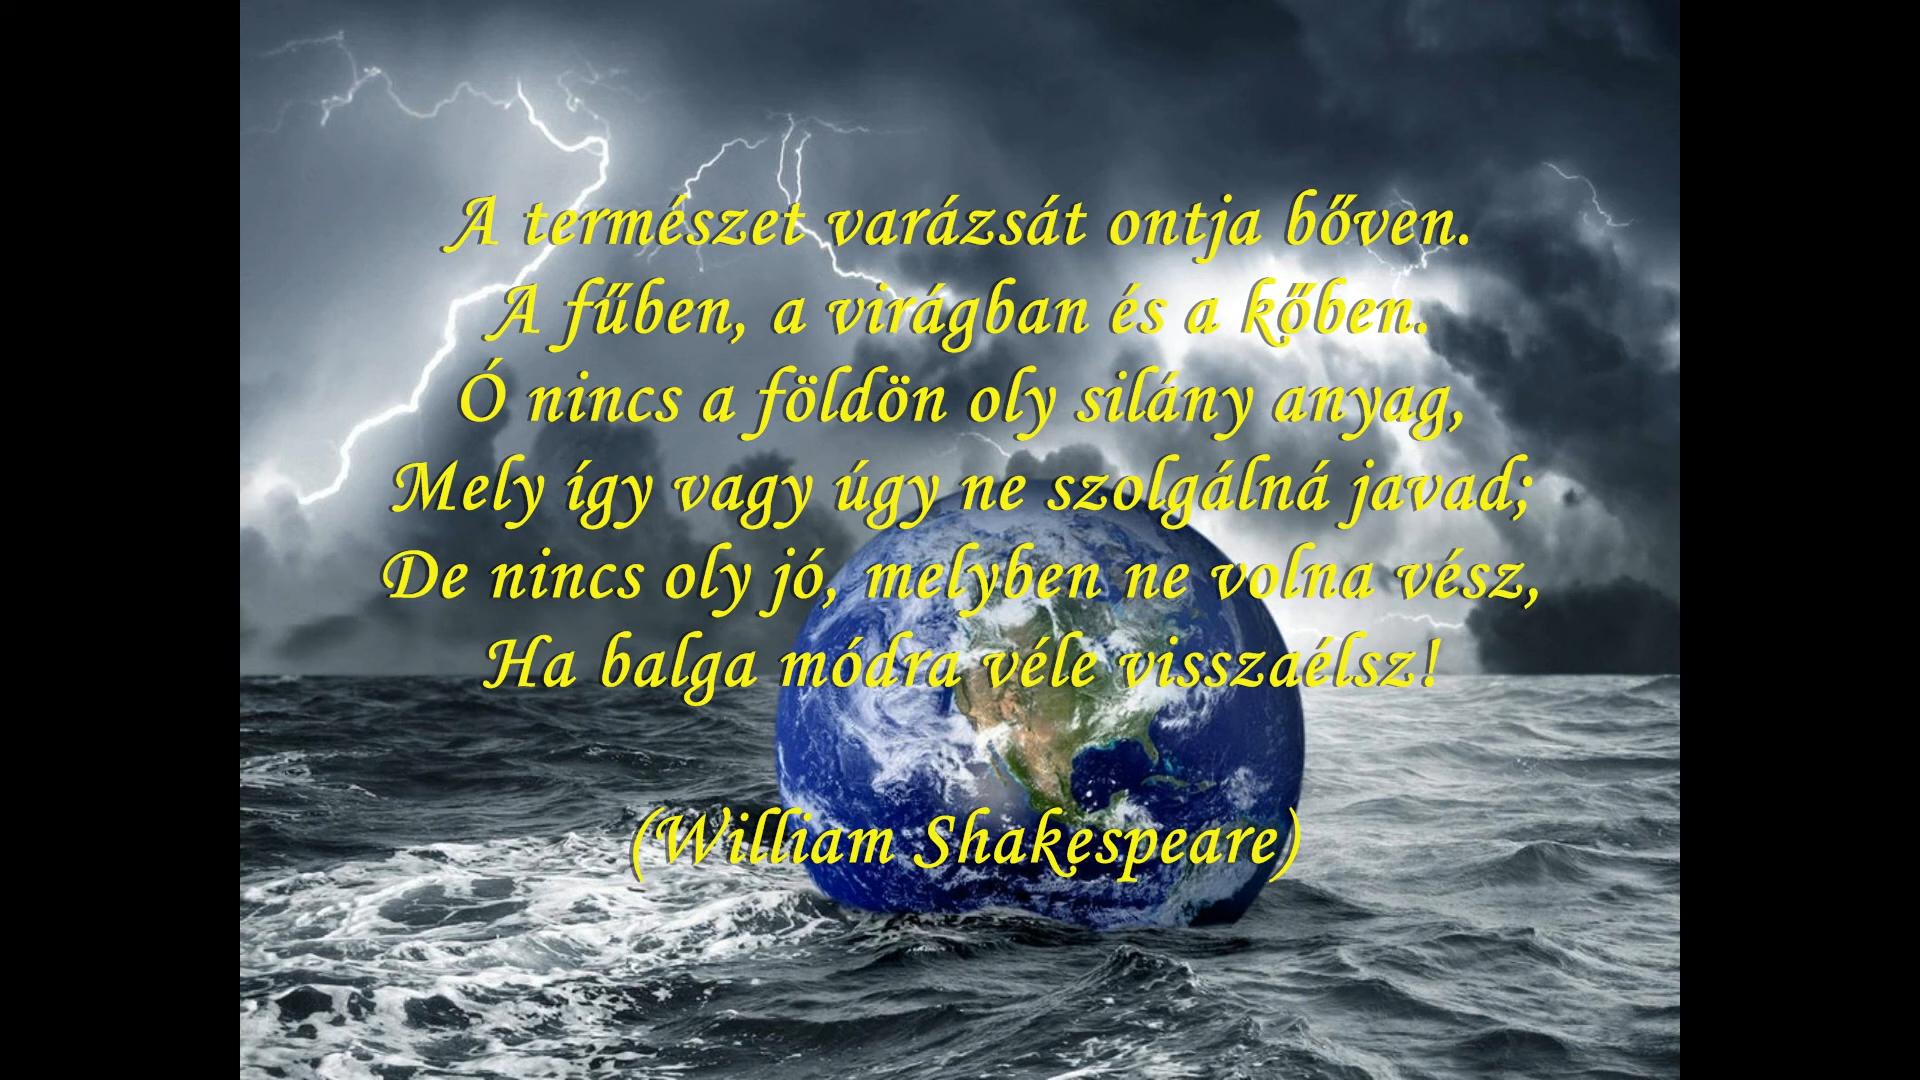 A természet varázsát ontja bőven.
A fűben, a virágban és a kőben.
Ó nincs a földön oly silány anyag,
Mely így vagy úgy ne szolgálná javad;
De nincs oly jó, melyben ne volna vész,
Ha balga módra véle visszaélsz!
(William Shakespeare)